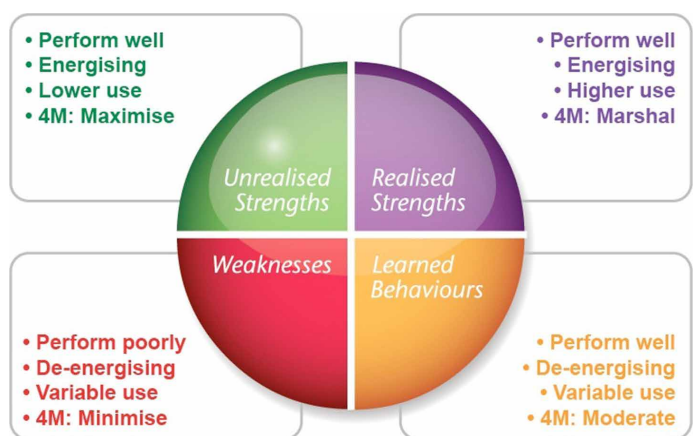 • Perform well
• Energising
• Lower use
• 4M: Maximise
• Perform well
• Energising
• Higher use
• 4M: Marshal
Unrealised
Strengths
Realised
Strengths
Weaknesses
Learned
Behaviours
• Perform poorly
• De-energising
• Variable use
• 4M: Minimise
• Perform well
• De-energising
• Variable use
• 4M: Moderate